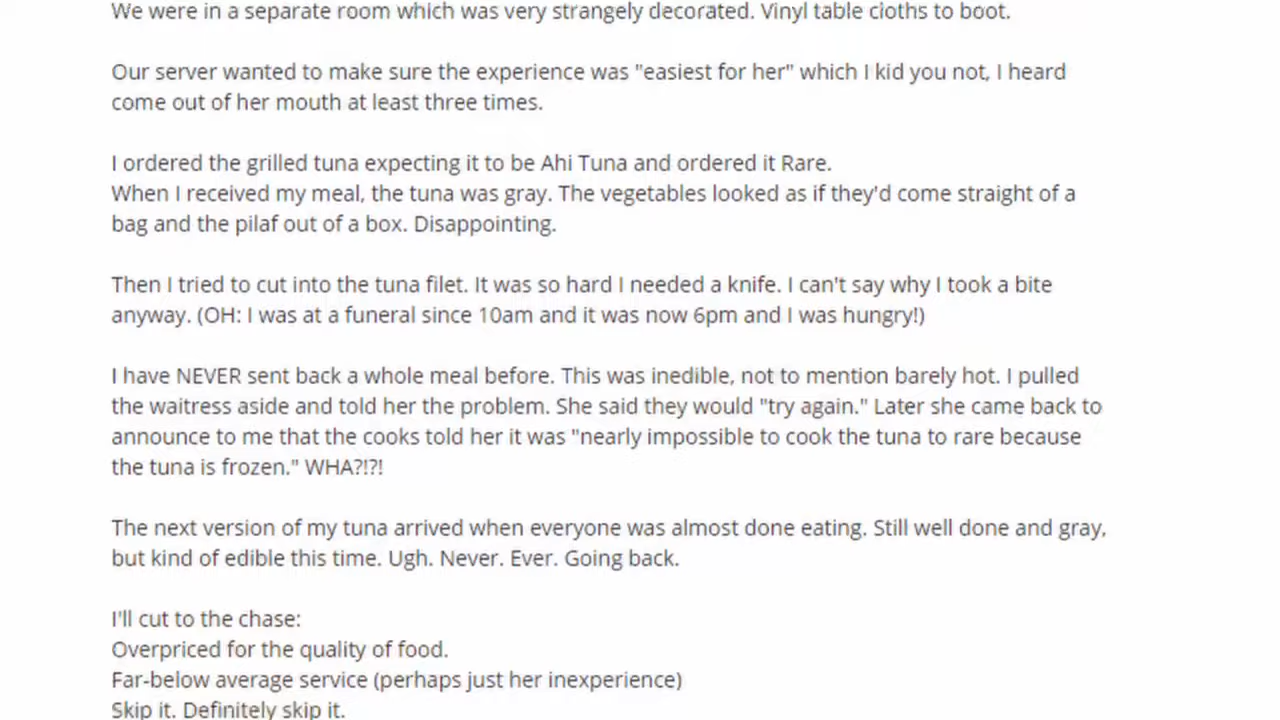 We were in a separate room which was very strangely decorated. Vinyl table cloths to boot.
Our server wanted to make sure the experience was "easiest for her" which I kid you not, I heard
come out of her mouth at least three times.
I ordered the grilled tuna expecting it to be Ahi Tuna and ordered it Rare.
When I received my meal, the tuna was gray. The vegetables looked as if they'd come straight of a
bag and the pilaf out of a box. Disappointing.
Then I tried to cut into the tuna filet. It was so hard I needed a knife. I can't say why I took a bite
anyway. (OH: I was at a funeral since 10am and it was now 6pm and I was hungry!)
I have NEVER sent back a whole meal before. This was inedible, not to mention barely hot. I pulled
the waitress aside and told her the problem. She said they would "try again." Later she came back to
announce to me that the cooks told her it was "nearly impossible to cook the tuna to rare because
the tuna is frozen." WHA?!?!
The next version of my tuna arrived when everyone was almost done eating. Still well done and gray,
but kind of edible this time. Ugh. Never. Ever. Going back.
I'll cut to the chase:
Overpriced for the quality of food.
Far-below average service (perhaps just her inexperience)
Skip it. Definitely skip it.